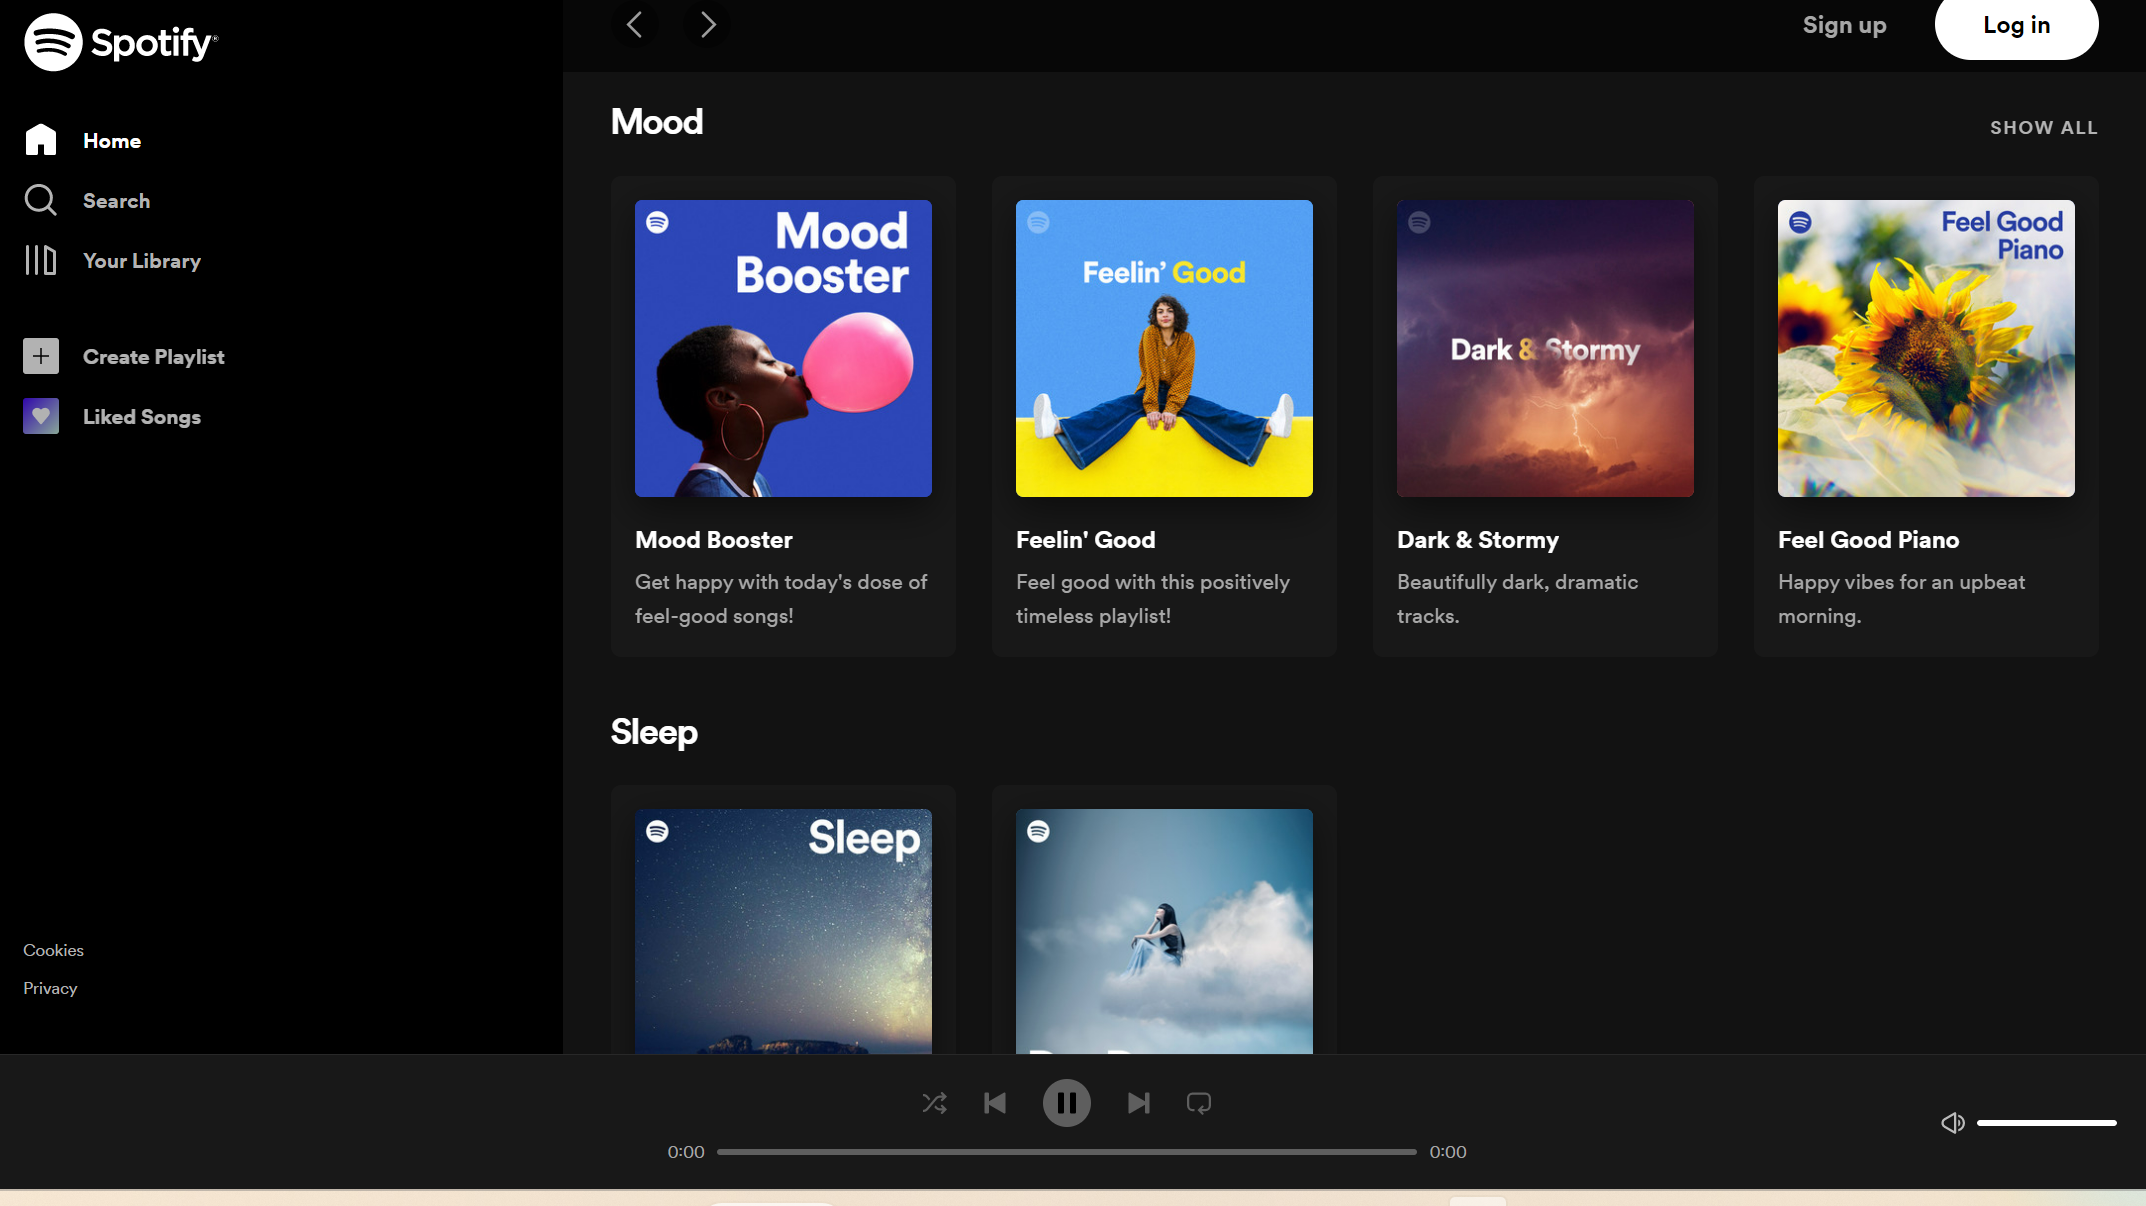 Spotify®
Home
Search
Your Library
Create Playlist
Liked Songs
Cookies
Privacy
Sign up
Log in
Mood
SHOW ALL
Mood
Booster
Feelin' Good
Dark & Stormy
Feel Good
Piano
Mood Booster
Get happy with today's dose of
feel-good songs!
Feelin' Good
Feel good with this positively
timeless playlist!
Dark & Stormy
Beautifully dark, dramatic
tracks.
Feel Good Piano
Happy vibes for an upbeat
morning.
Sleep
Sleep
0:00
0:00